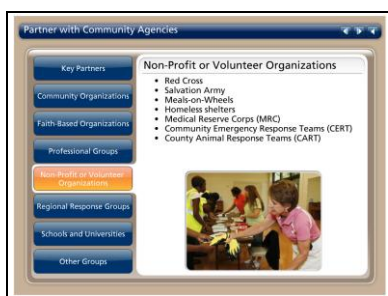 Partner with Community Agencies
Key Partners
Community Organizations
Faith-Based Organizations
Professional Groups
Non-Profit or Volunteer
Organizations
Regional Response Groups
Schools and Universities
Other Groups
Non-Profit or Volunteer Organizations
• Red Cross
• Salvation Army
• Meals-on-Wheels
• Homeless shelters
• Medical Reserve Corps (MRC)
• Community Emergency Response Teams (CERT)
• County Animal Response Teams (CART)